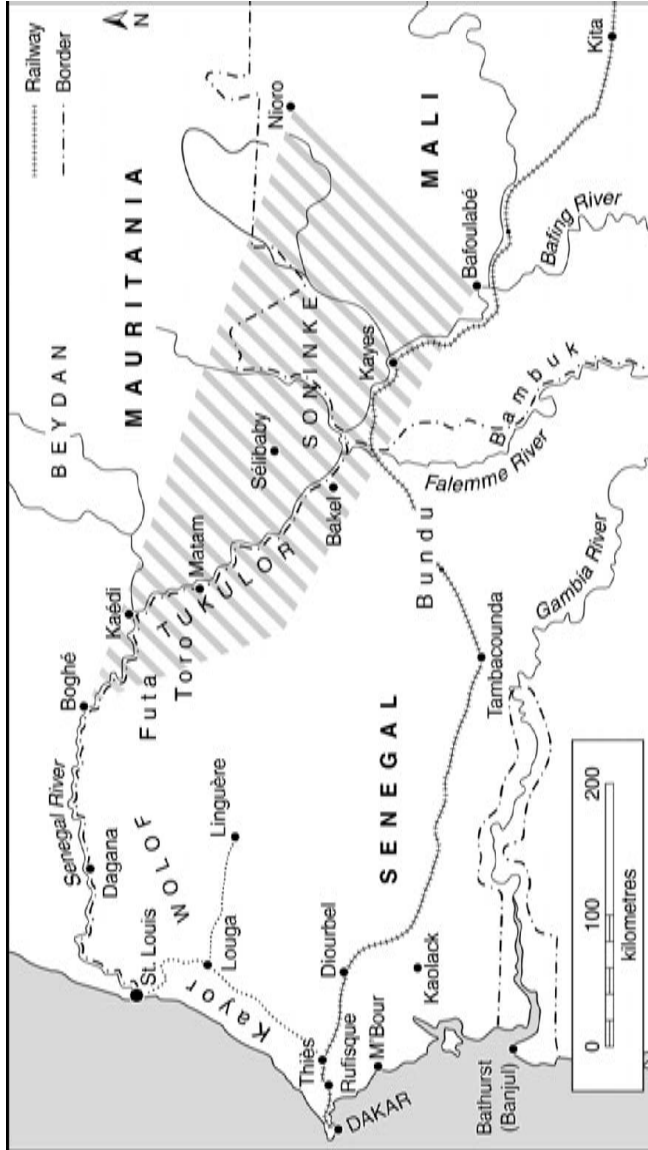 N
Railway
Border
BEYDAN
MAURITANIA
Senegal River
Boghé
Dagana
Kaédi
St. Louis
WOLOF
Futa
Toro
TUKULOR
Matam
Sélibaby
SONINKE
Nioro
Kayor
Louga
Linguère
Bakel
Kayes
MALI
Bafoulabé
Kita
Thiès
Diourbel
Rufisque
M'Bour
DAKAR
Kaolack
SENEGAL
Bundu
Falemme River
Blambuk
Bafing River
Tambacounda
Gambia River
Bathurst
(Banjul)
0 100 200
kilometres